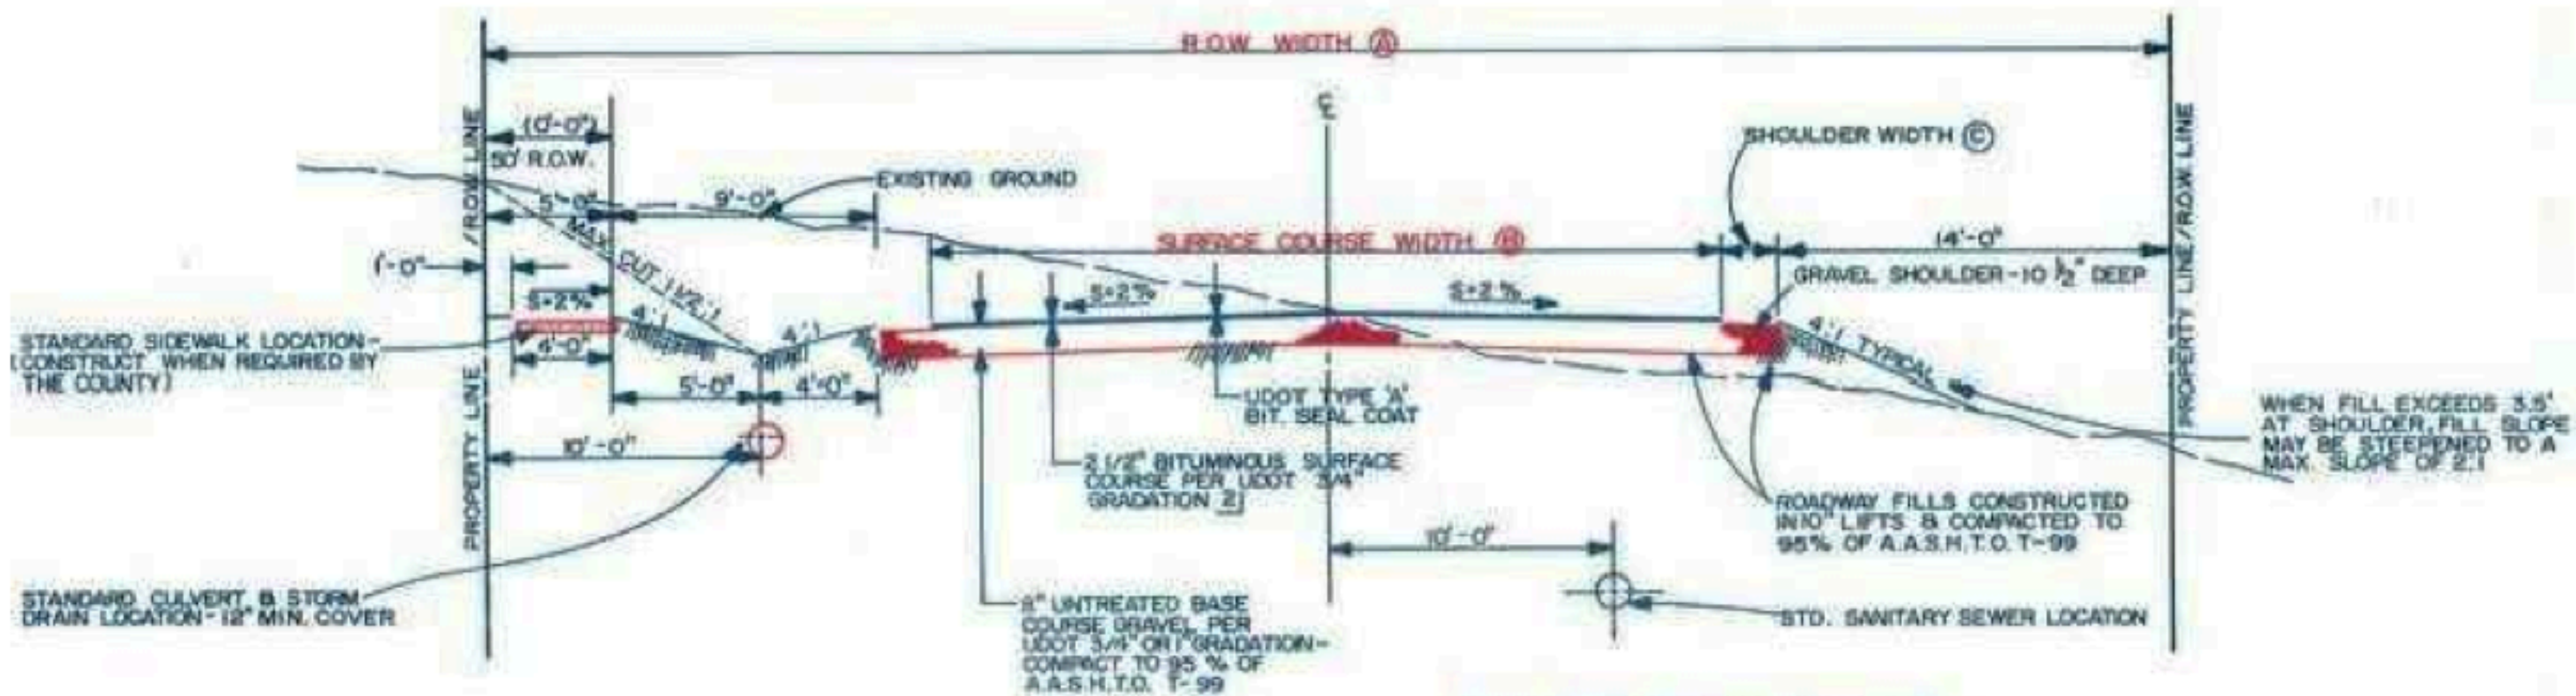 R.O.W WIDTH Ⓐ
PROPERTY LINE
/R.O.W. LINE
(0'-0")
50' R.O.W.
5'-0"
9'-0"
EXISTING GROUND
℄
SHOULDER WIDTH Ⓒ
PROPERTY LINE/R.O.W. LINE
SURFACE COURSE WIDTH Ⓑ
14'-0"
MAX. CUT 1 1/2:1
1'-0"
GRAVEL SHOULDER-10 ½" DEEP
S=2%
S=2%
S=2%
4:1
4:1
4:1 TYPICAL
STANDARD SIDEWALK LOCATION-
(CONSTRUCT WHEN REQUIRED BY
THE COUNTY)
4'-0"
5'-0"
4'-0"
UDOT TYPE 'A'
BIT. SEAL COAT
WHEN FILL EXCEEDS 3.5'
AT SHOULDER, FILL SLOPE
MAY BE STEEPENED TO A
MAX. SLOPE OF 2:1
10'-0"
2 1/2" BITUMINOUS SURFACE
COURSE PER UDOT 3/4"
GRADATION 2
ROADWAY FILLS CONSTRUCTED
IN 10" LIFTS & COMPACTED TO
95% OF A.A.S.H.T.O. T-99
10'-0"
STANDARD CULVERT & STORM
DRAIN LOCATION-12" MIN. COVER
8" UNTREATED BASE
COURSE GRAVEL PER
UDOT 3/4" OR 1" GRADATION-
COMPACT TO 95 % OF
A.A.S.H.T.O. T-99
STD. SANITARY SEWER LOCATION